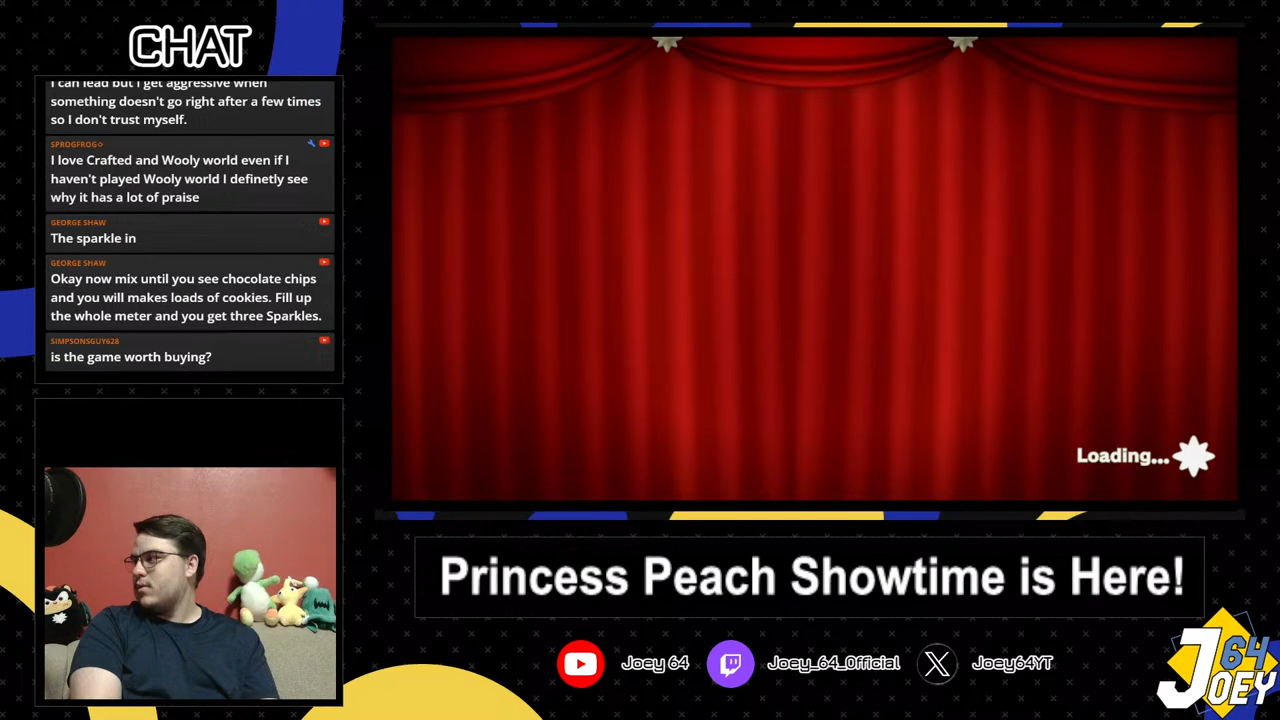 CHAT
I can lead but I get aggressive when
something doesn't go right after a few times
so I don't trust myself.
SPROGFROG
I love Crafted and Wooly world even if I
haven't played Wooly world I definetly see
why it has a lot of praise
GEORGE SHAW
The sparkle in
GEORGE SHAW
Okay now mix until you see chocolate chips
and you will makes loads of cookies. Fill up
the whole meter and you get three Sparkles.
SIMPSONSGUY628
is the game worth buying?
Loading...
Princess Peach Showtime is Here!
Joey 64
Joey_64_Official
Joey64YT
64
JOEY